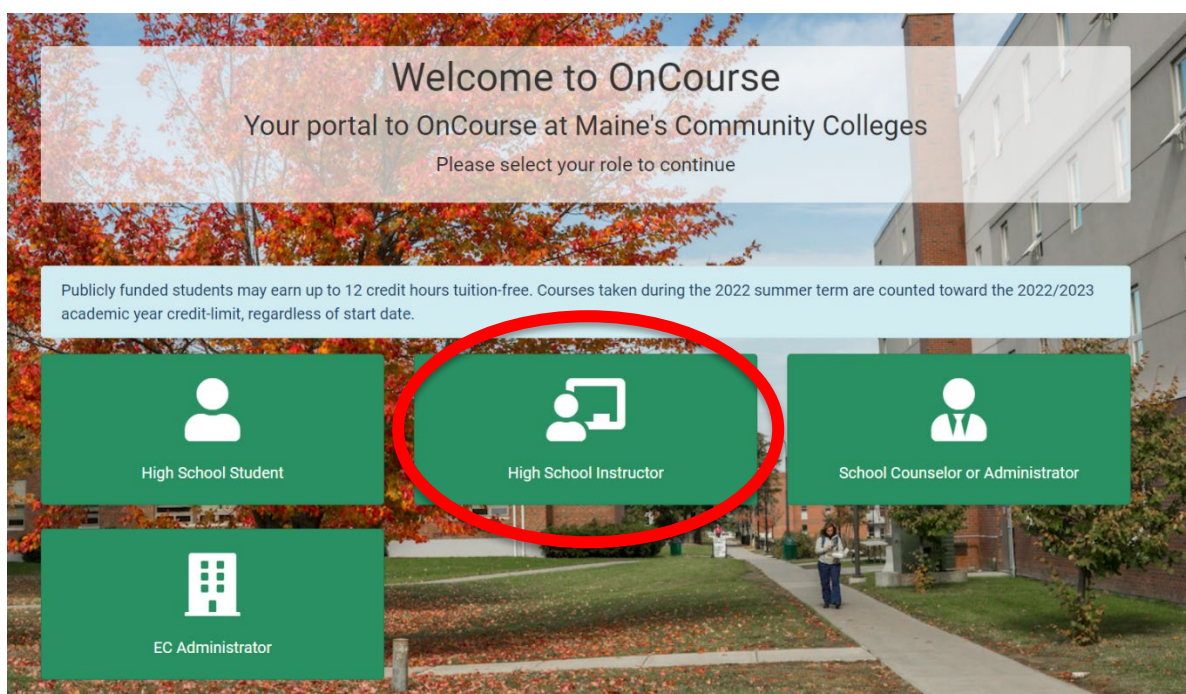 Welcome to OnCourse
Your portal to OnCourse at Maine's Community Colleges
Please select your role to continue
Publicly funded students may earn up to 12 credit hours tuition-free. Courses taken during the 2022 summer term are counted toward the 2022/2023
academic year credit-limit, regardless of start date.
High School Student
High School Instructor
School Counselor or Administrator
EC Administrator